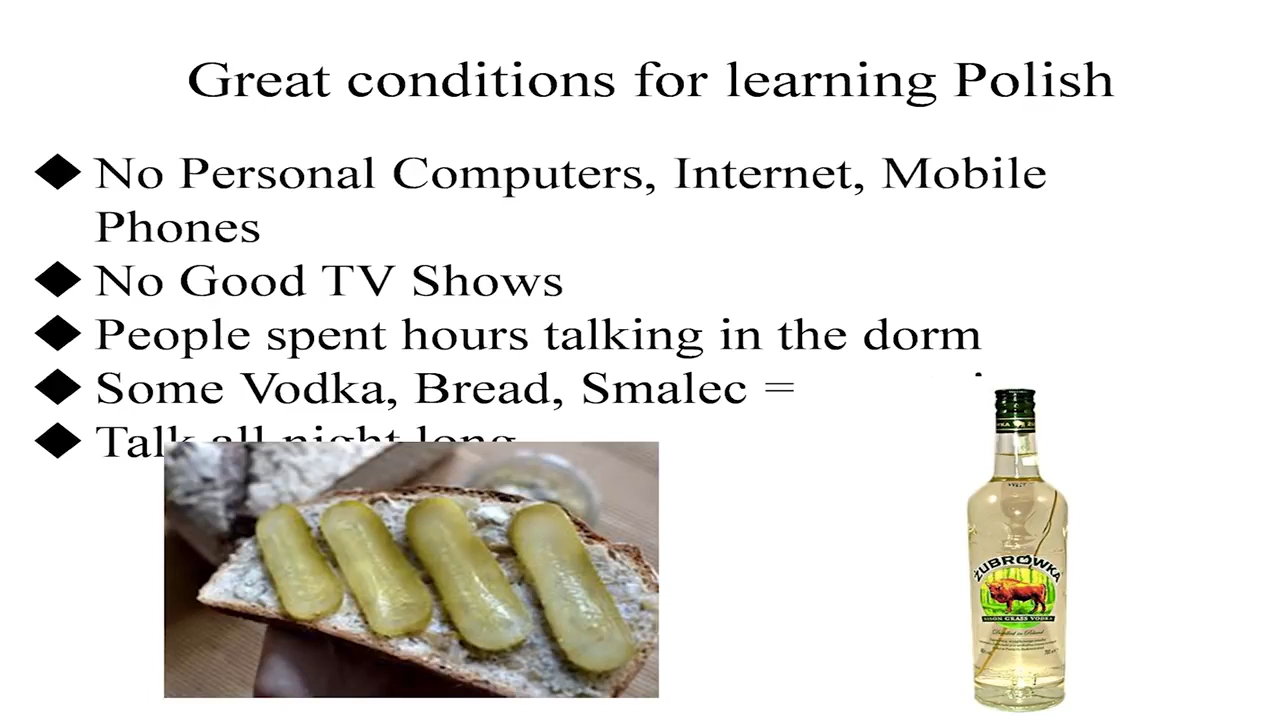 Great conditions for learning Polish
No Personal Computers, Internet, Mobile
Phones
No Good TV Shows
People spent hours talking in the dorm
Some Vodka, Bread, Smalec =
Talk all night long
ŻUBRÓWKA
BISON GRASS VODKA